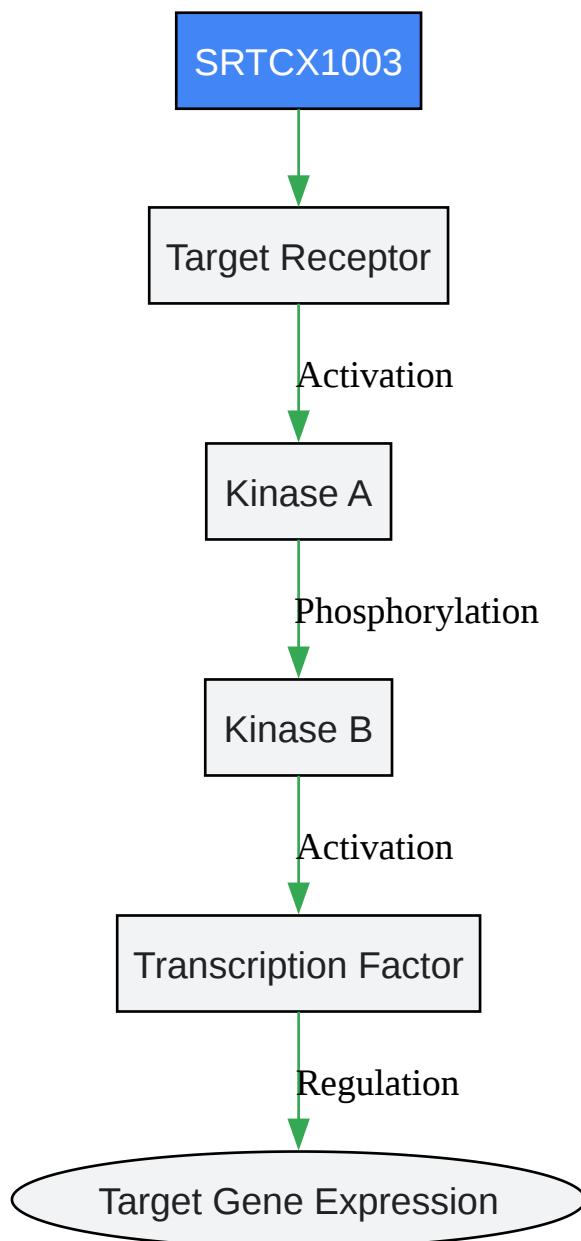 SRTCX1003
Target Receptor
Activation
Kinase A
Phosphorylation
Kinase B
Activation
Transcription Factor
Regulation
Target Gene Expression